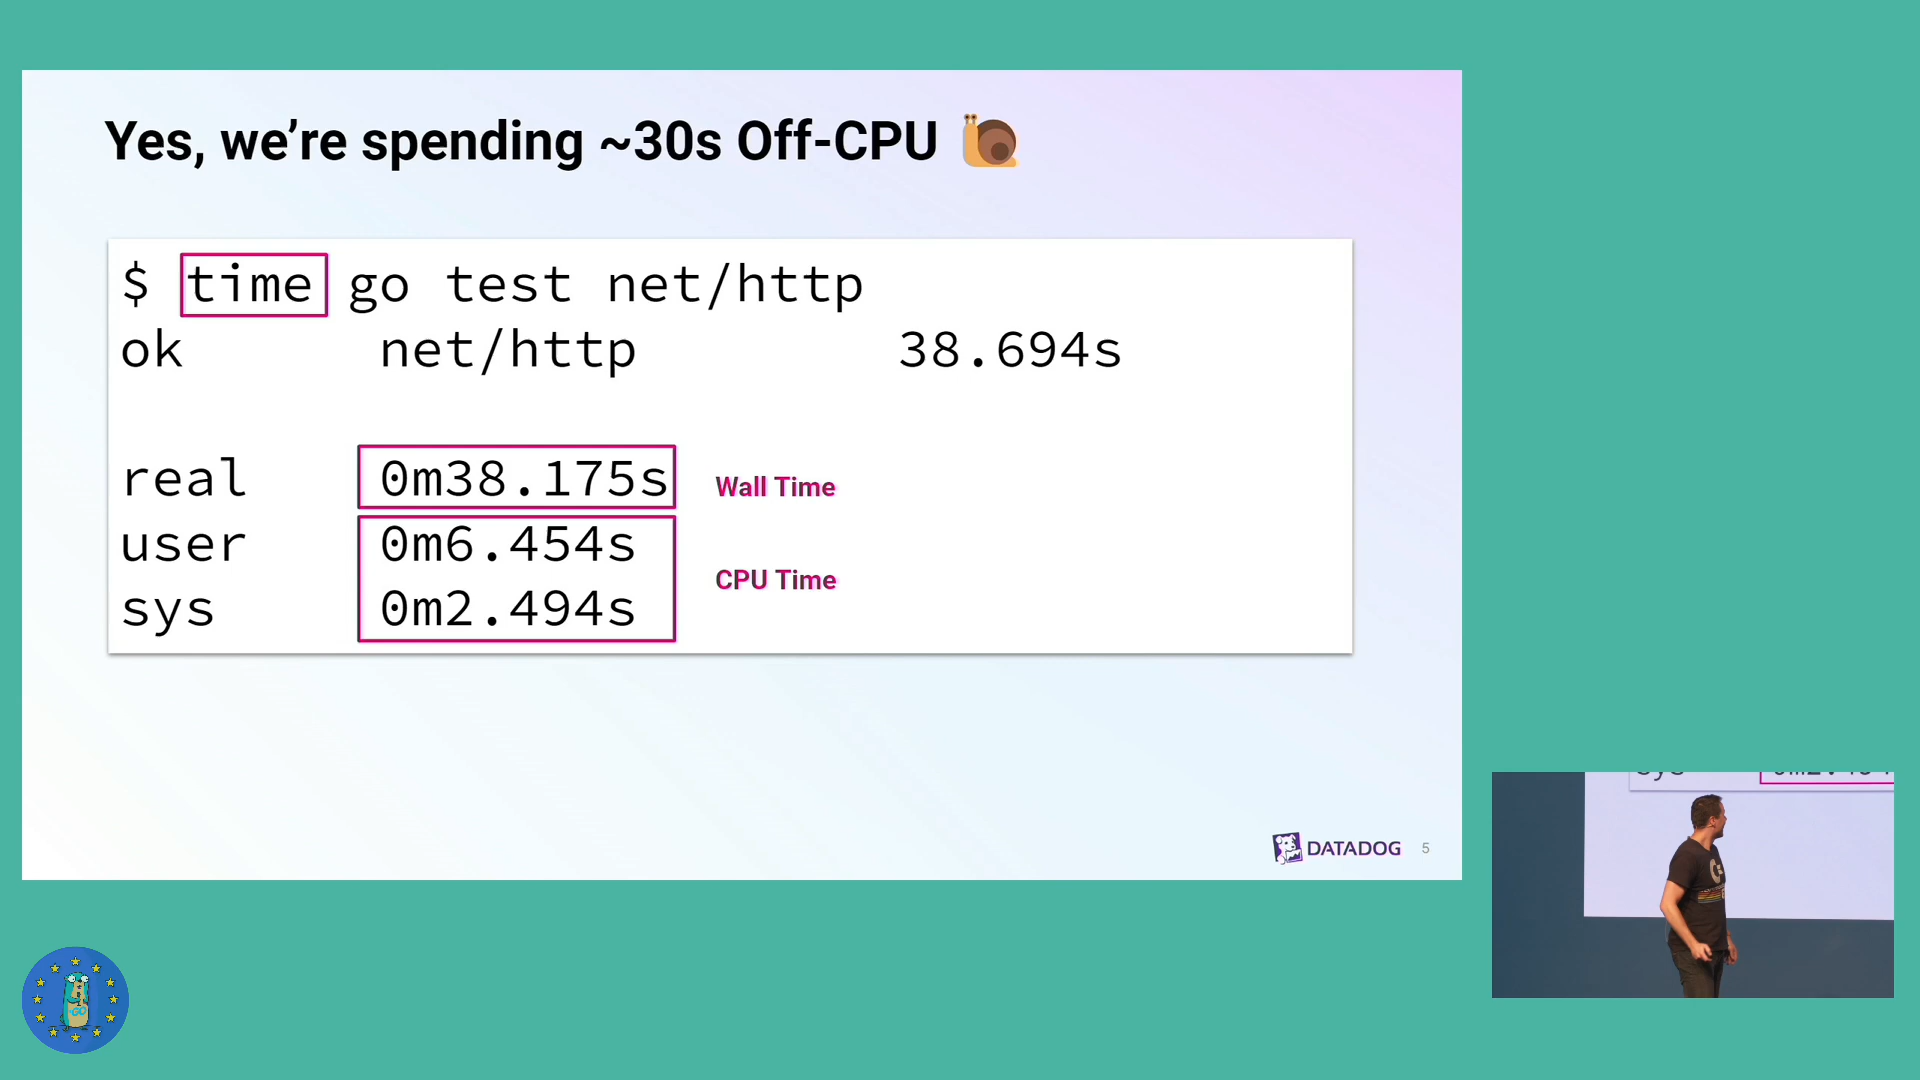 Yes, we’re spending ~30s Off-CPU
$ time go test net/http
ok net/http 38.694s
real 0m38.175s Wall Time
user 0m6.454s
CPU Time
sys 0m2.494s
DATADOG 5
GO